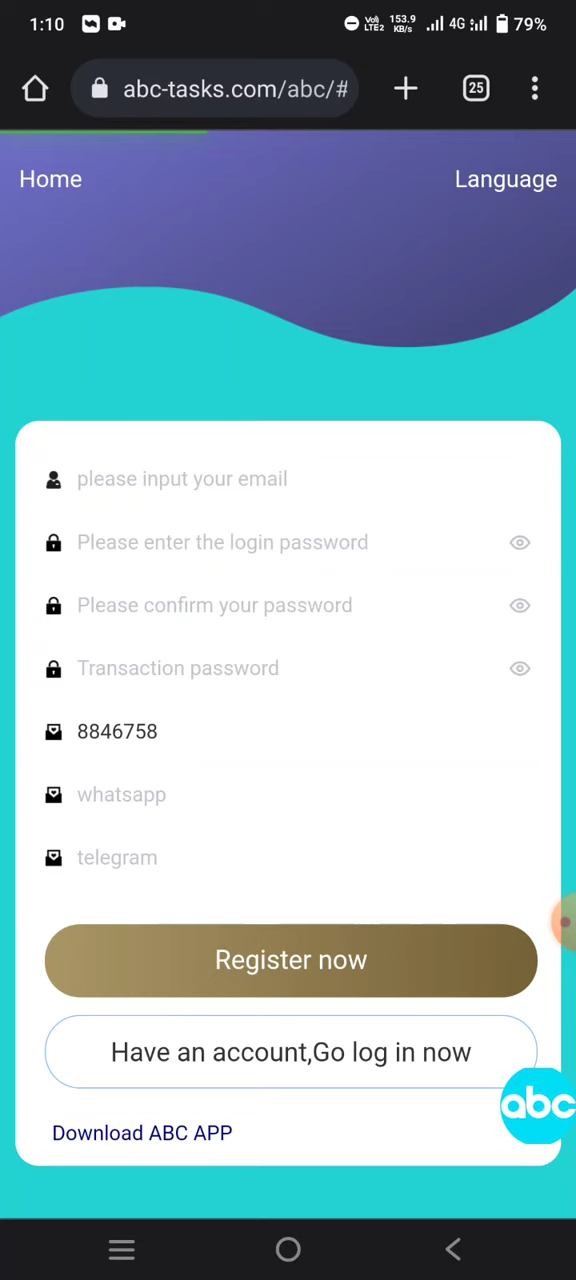 1:10 Vo) LTE2 153.9 KB/s 4G 79%
abc-tasks.com/abc/# 25
Home Language
please input your email
Please enter the login password
Please confirm your password
Transaction password
8846758
whatsapp
telegram
Register now
Have an account,Go log in now
abc
Download ABC APP